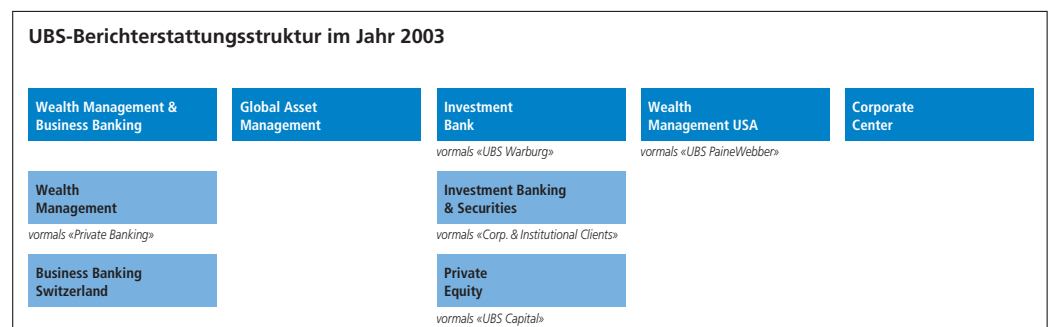 UBS-Berichterstattungsstruktur im Jahr 2003
Wealth Management &
Business Banking
Global Asset
Management
Investment
Bank
Wealth
Management USA
Corporate
Center
vormals «UBS Warburg»
vormals «UBS PaineWebber»
Wealth
Management
Investment Banking
& Securities
vormals «Private Banking»
vormals «Corp. & Institutional Clients»
Business Banking
Switzerland
Private
Equity
vormals «UBS Capital»